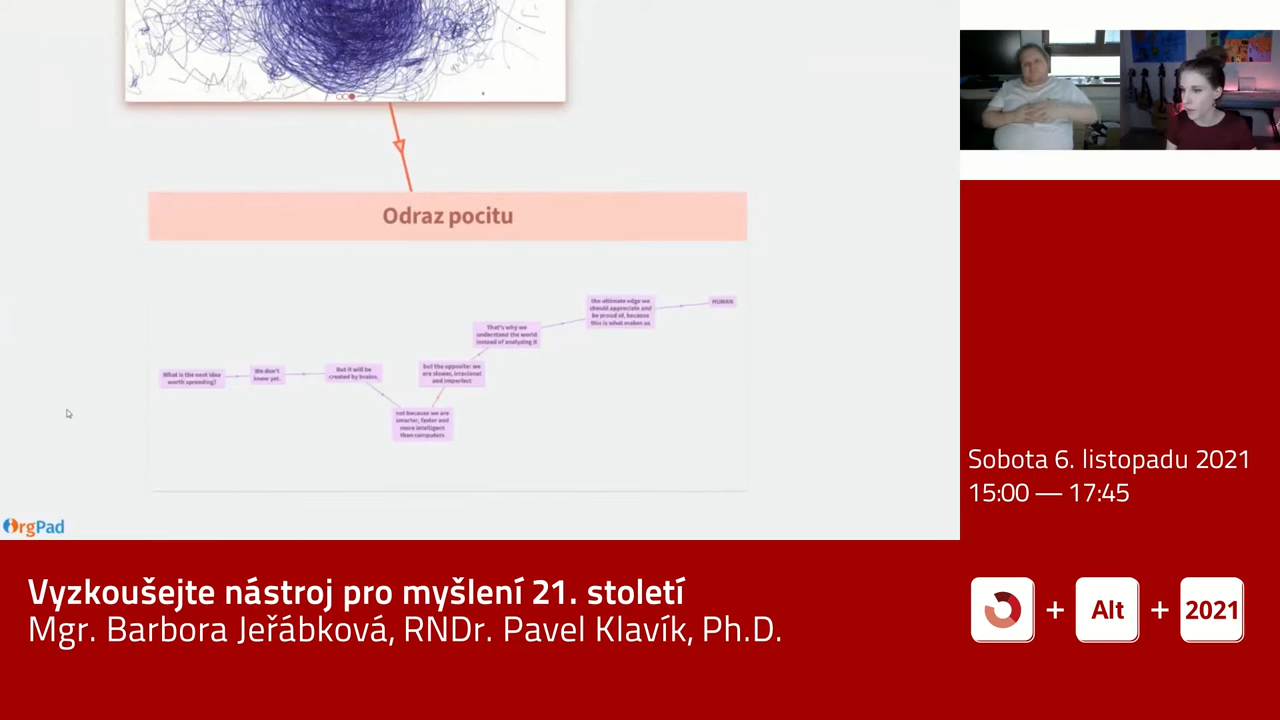 Odraz pocitu
What is the next idea
worth spreading?
We don't
know yet.
But it will be
created by brains.
not because we are
smarter, faster and
more intelligent
than computers
but the opposite: we
are slower, irracional
and imperfect
That's why we
understand the world
instead of analyzing it
the ultimate edge we
should appreciate and
be proud of, because
this is what makes us
HUMAN
OrgPad
Sobota 6. listopadu 2021
15:00 — 17:45
Vyzkoušejte nástroj pro myšlení 21. století
Mgr. Barbora Jeřábková, RNDr. Pavel Klavík, Ph.D.
+ Alt + 2021